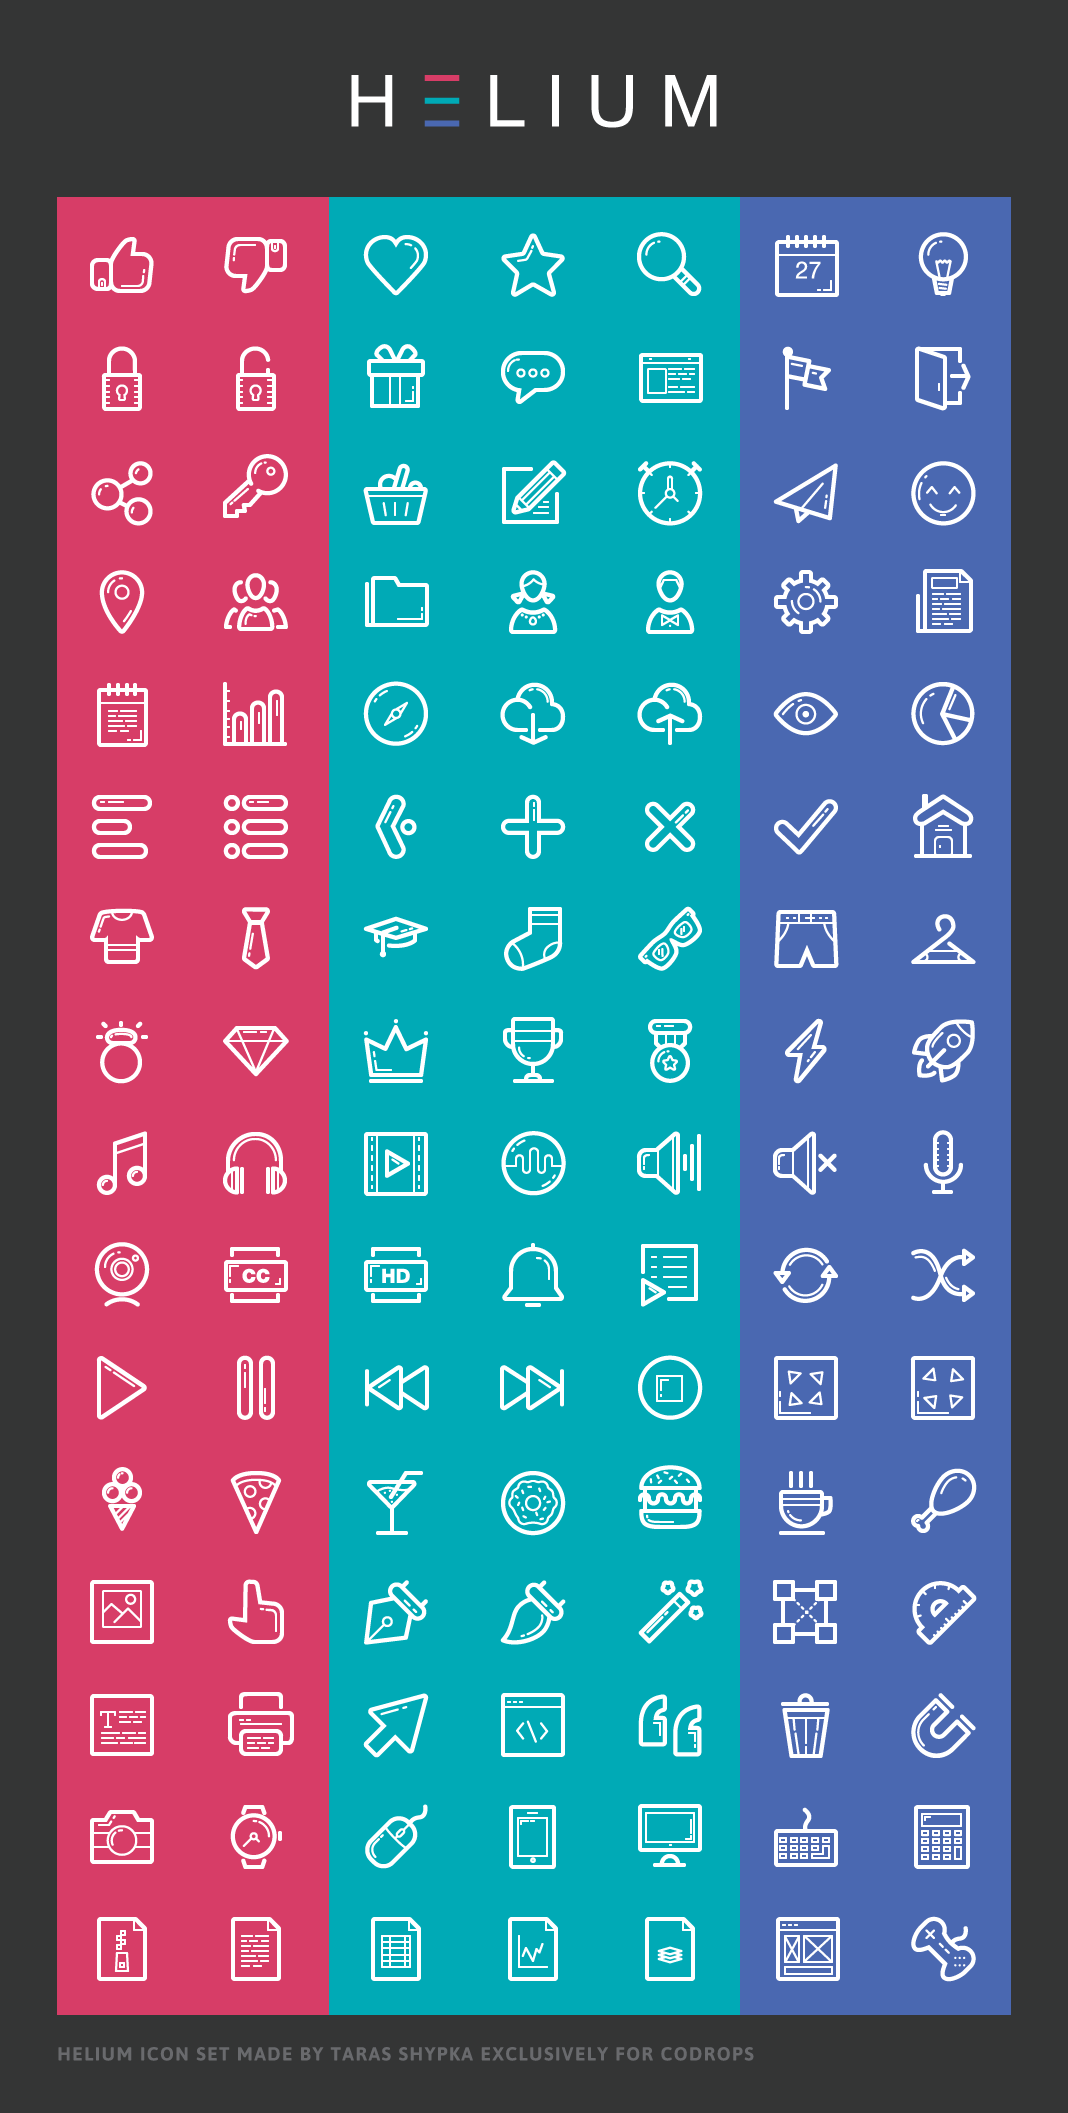 HELIUM
27
CC
HD
T
HELIUM ICON SET MADE BY TARAS SHYPKA EXCLUSIVELY FOR CODROPS